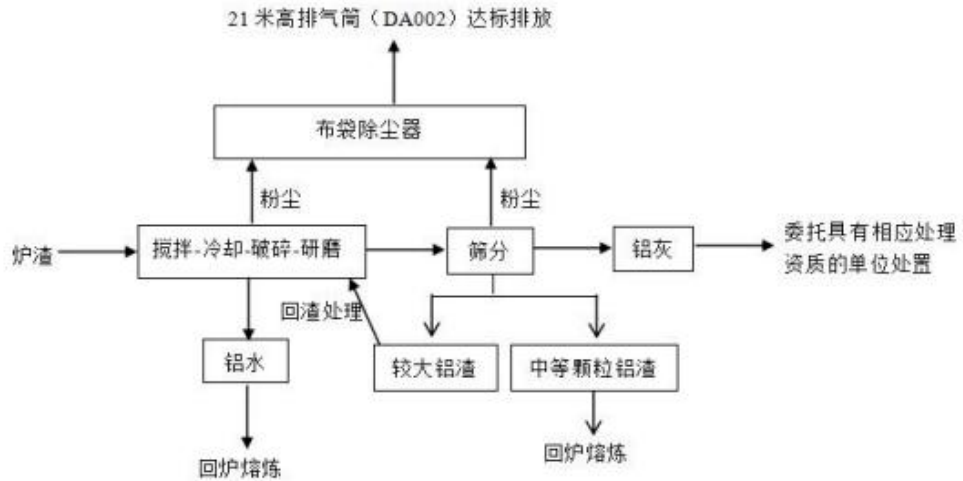 21 米高排气筒（DA002）达标排放
布袋除尘器
粉尘
粉尘
炉渣
搅拌-冷却-破碎-研磨
筛分
铝灰
委托具有相应处理
资质的单位处置
回渣处理
铝水
较大铝渣
中等颗粒铝渣
回炉熔炼
回炉熔炼